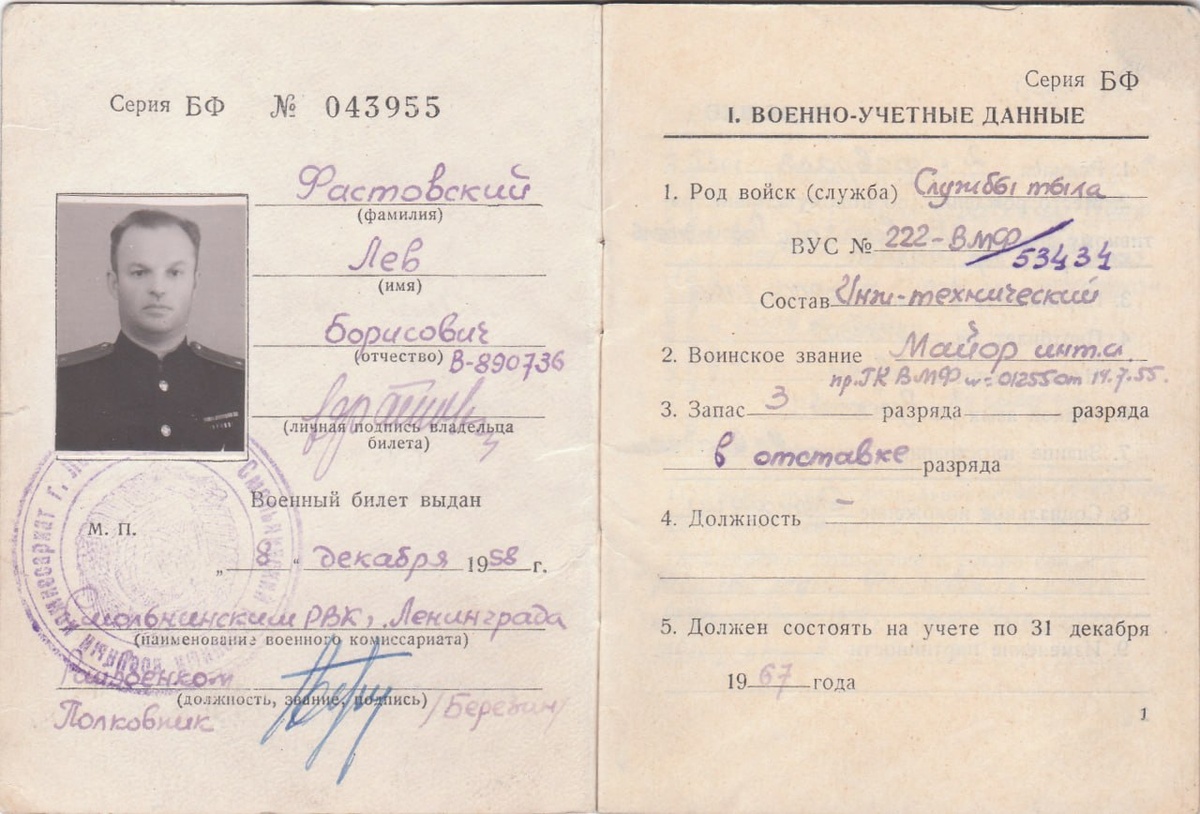 Серия БФ № 043955
Фастовский
(фамилия)
Лев
(имя)
Борисович
(отчество) В-890736
(личная подпись владельца
билета)
Военный билет выдан
М. П.
„ 8 “ декабря 1958 г.
Смольнинским РВК, Ленинграда
(наименование военного комиссариата)
Райвоенком
(должность, звание, подпись)
Полковник /Березин/
Серия БФ
I. ВОЕННО-УЧЕТНЫЕ ДАННЫЕ
1. Род войск (служба) Службы тыла
ВУС № 222-ВМФ/53434
Состав Инж-технический
2. Воинское звание Майор инт.сл.
пр. ГК ВМФ №=01255 от 14.7.55.
3. Запас 3 разряда разряда
в отставке разряда
4. Должность –
5. Должен состоять на учете по 31 декабря
1967 года
1